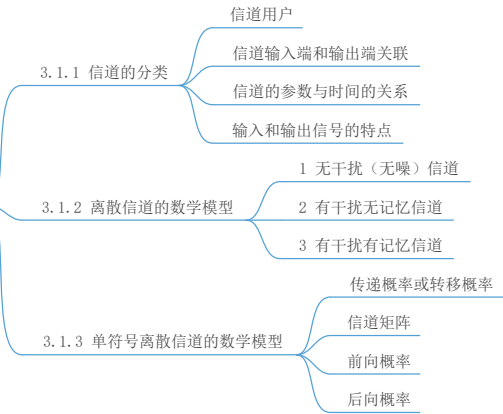 3.1.1 信道的分类
信道用户
信道输入端和输出端关联
信道的参数与时间的关系
输入和输出信号的特点
3.1.2 离散信道的数学模型
1 无干扰（无噪）信道
2 有干扰无记忆信道
3 有干扰有记忆信道
3.1.3 单符号离散信道的数学模型
传递概率或转移概率
信道矩阵
前向概率
后向概率